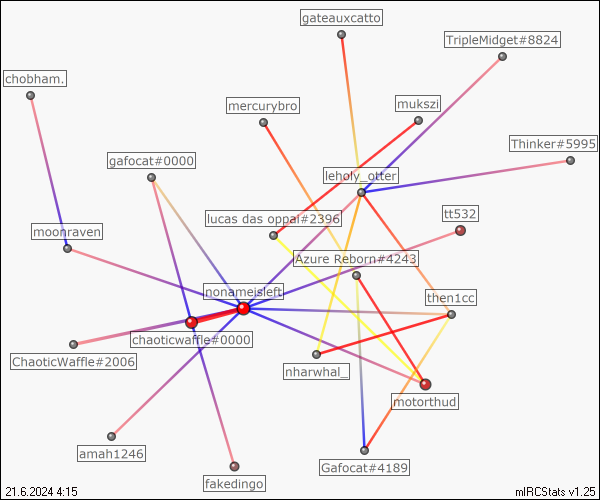 gateauxcatto
TripleMidget#8824
chobham.
mercurybro
mukszi
Thinker#5995
gafocat#0000
leholy_otter
lucas das oppai#2396
tt532
moonraven
Azure Reborn#4243
nonameisleft
then1cc
chaoticwaffle#0000
ChaoticWaffle#2006
nharwhal_
motorthud
amah1246
Gafocat#4189
fakedingo
21.6.2024 4:15
mIRCStats v1.25